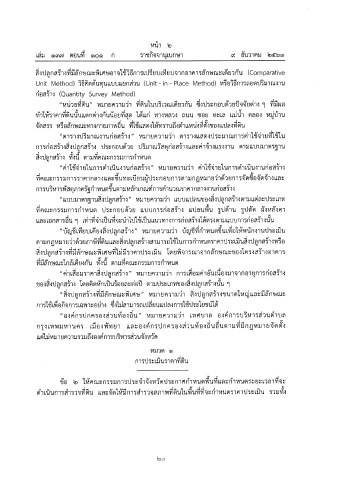 หน้า ๒
เล่ม ๑๓๗ ตอนที่ ๑๐๑ ก ราชกิจจานุเบกษา ๙ ธันวาคม ๒๕๖๓
สิ่งปลูกสร้างที่มีลักษณะพิเศษอาจใช้วิธีการเปรียบเทียบจากอาคารลักษณะเดียวกัน (Comparative
Unit Method) วิธีคิดต้นทุนแบบแยกส่วน (Unit - in - Place Method) หรือวิธีการถอดปริมาณงาน
ก่อสร้าง (Quantity Survey Method)
"หน่วยที่ดิน" หมายความว่า ที่ดินในบริเวณเดียวกัน ซึ่งประกอบด้วยปัจจัยต่าง ๆ ที่มีผล
ทำให้ราคาที่ดินนั้นแตกต่างกันน้อยที่สุด ได้แก่ ทางหลวง ถนน ซอย ทะเล แม่น้ำ คลอง หมู่บ้าน
จัดสรร หรือลักษณะทางกายภาพอื่น ที่ใช้แสดงให้ทราบถึงตำแหน่งที่ตั้งของแปลงที่ดิน
"ตารางปริมาณงานก่อสร้าง" หมายความว่า ตารางแสดงประมาณการค่าใช้จ่ายที่ใช้ใน
การก่อสร้างสิ่งปลูกสร้าง ประกอบด้วย ปริมาณวัสดุก่อสร้างและค่าจ้างแรงงาน ตามแบบมาตรฐาน
สิ่งปลูกสร้าง ทั้งนี้ ตามที่คณะกรรมการกำหนด
"ค่าใช้จ่ายในการดำเนินงานก่อสร้าง" หมายความว่า ค่าใช้จ่ายในการดำเนินงานก่อสร้าง
ที่คณะกรรมการราคากลางและขึ้นทะเบียนผู้ประกอบการตามกฎหมายว่าด้วยการจัดซื้อจัดจ้างและ
การบริหารพัสดุภาครัฐกำหนดขึ้นตามหลักเกณฑ์การคำนวณราคากลางงานก่อสร้าง
"แบบมาตรฐานสิ่งปลูกสร้าง" หมายความว่า แบบแปลนของสิ่งปลูกสร้างตามแต่ละประเภท
ที่คณะกรรมการกำหนด ประกอบด้วย แบบการก่อสร้าง แปลนพื้น รูปด้าน รูปตัด ผังหลังคา
และเอกสารอื่น ๆ เท่าที่จำเป็นที่จะนำไปใช้เป็นแนวทางการก่อสร้างได้ตรงตามแบบการก่อสร้างนั้น
"บัญชีเทียบเคียงสิ่งปลูกสร้าง" หมายความว่า บัญชีที่กำหนดขึ้นเพื่อให้พนักงานประเมิน
ตามกฎหมายว่าด้วยภาษีที่ดินและสิ่งปลูกสร้างสามารถใช้ในการกำหนดราคาประเมินสิ่งปลูกสร้างหรือ
สิ่งปลูกสร้างที่มีลักษณะพิเศษที่ไม่มีราคาประเมิน โดยพิจารณาจากลักษณะของโครงสร้างอาคาร
ที่มีลักษณะใกล้เคียงกัน ทั้งนี้ ตามที่คณะกรรมการกำหนด
"ค่าเสื่อมราคาสิ่งปลูกสร้าง" หมายความว่า การเสื่อมค่าอันเนื่องมาจากอายุการก่อสร้าง
ของสิ่งปลูกสร้าง โดยคิดหักเป็นร้อยละต่อปี ตามประเภทของสิ่งปลูกสร้างนั้น ๆ
"สิ่งปลูกสร้างที่มีลักษณะพิเศษ" หมายความว่า สิ่งปลูกสร้างขนาดใหญ่และมีลักษณะ
การใช้เพื่อกิจการเฉพาะอย่าง ซึ่งไม่สามารถเปลี่ยนแปลงการใช้ประโยชน์ได้
"องค์กรปกครองส่วนท้องถิ่น" หมายความว่า เทศบาล องค์การบริหารส่วนตำบล
กรุงเทพมหานคร เมืองพัทยา และองค์กรปกครองส่วนท้องถิ่นอื่นตามที่มีกฎหมายจัดตั้ง
แต่ไม่หมายความรวมถึงองค์การบริหารส่วนจังหวัด
หมวด ๑
การประเมินราคาที่ดิน
ข้อ ๒ ให้คณะกรรมการประจำจังหวัดประกาศกำหนดพื้นที่และกำหนดระยะเวลาที่จะ
ดำเนินการสำรวจที่ดิน และจัดให้มีการสำรวจสภาพที่ดินในพื้นที่ที่จะกำหนดราคาประเมิน รวมทั้ง
๒๐